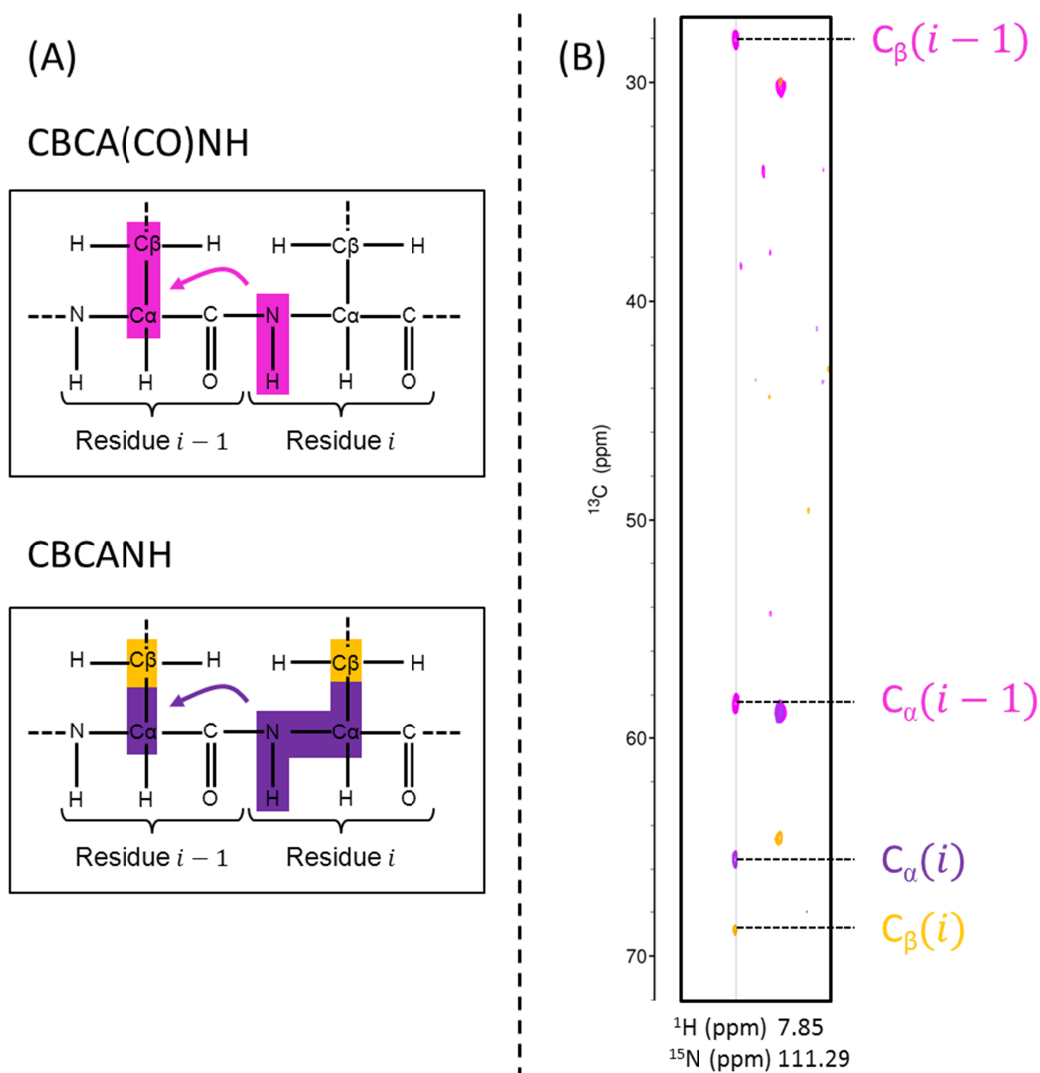 (A)
CBCA(CO)NH
H Cβ H H Cβ H
N Cα C N Cα C
H H O H H O
Residue i − 1 Residue i
CBCANH
H Cβ H H Cβ H
N Cα C N Cα C
H H O H H O
Residue i − 1 Residue i
(B)
¹³C (ppm)
30
40
50
60
70
Cβ(i − 1)
Cα(i − 1)
Cα(i)
Cβ(i)
¹H (ppm) 7.85
¹⁵N (ppm) 111.29